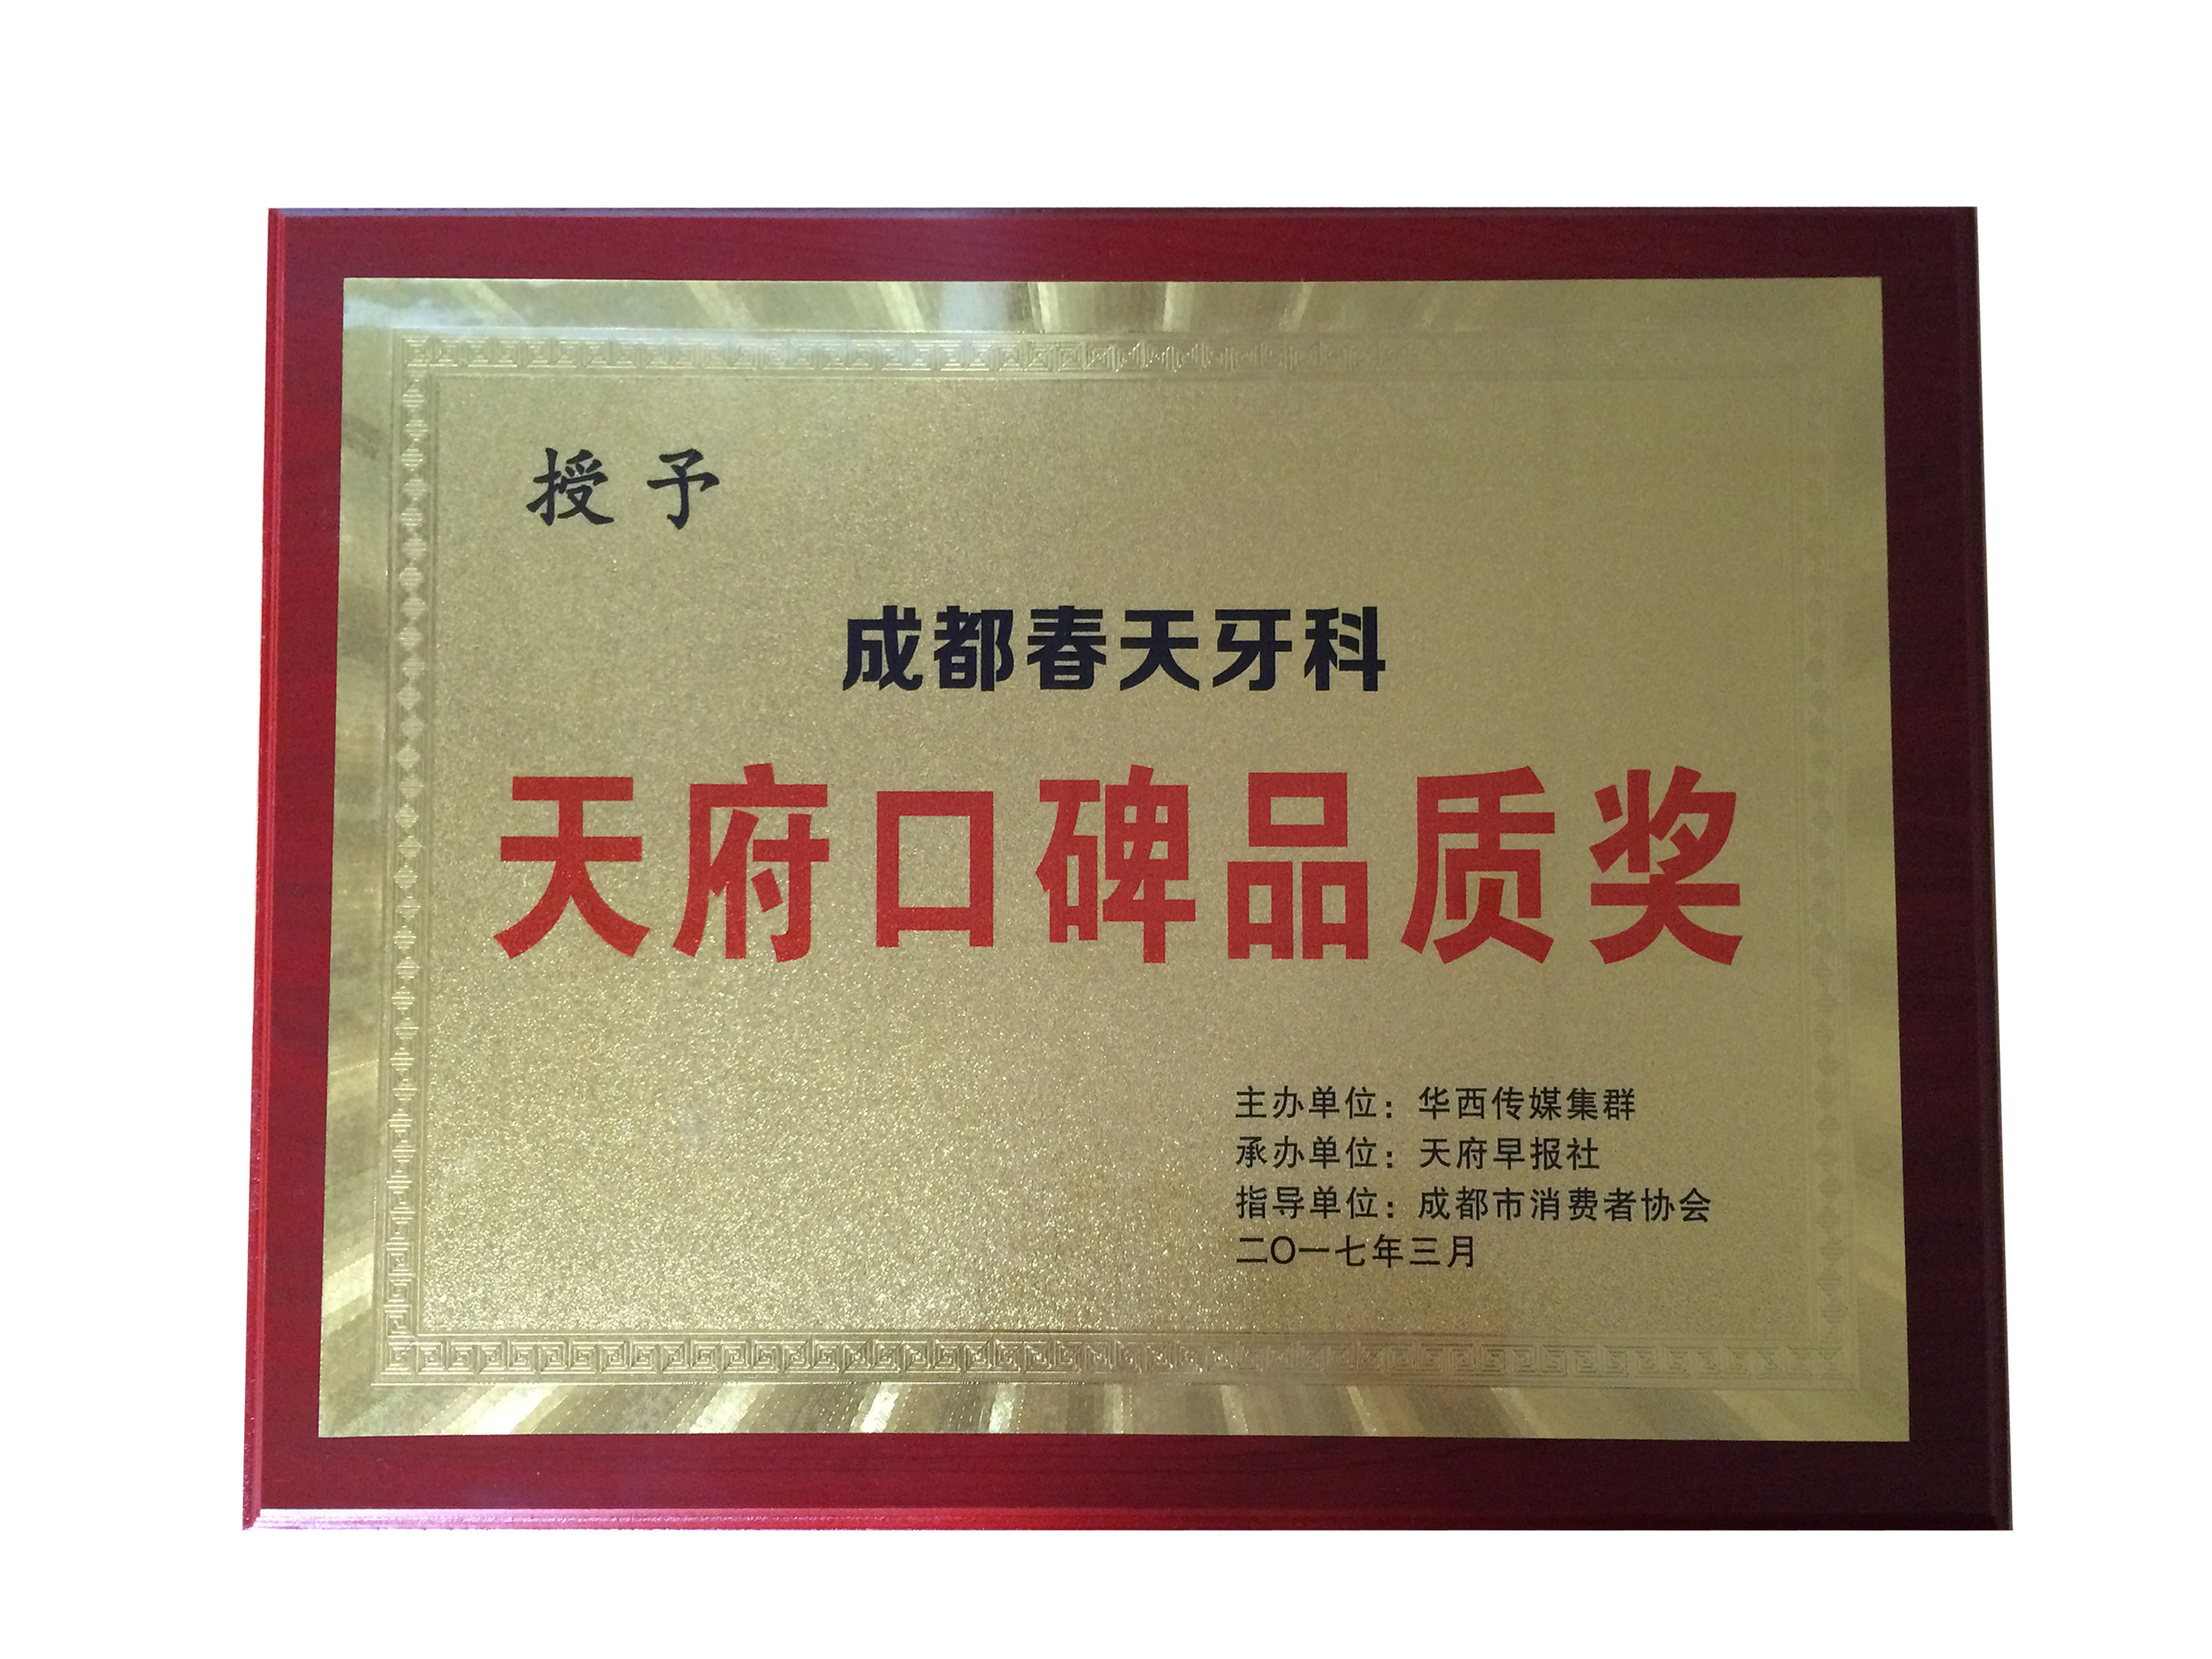 授予
成都春天牙科
天府口碑品质奖
主办单位：华西传媒集群
承办单位：天府早报社
指导单位：成都市消费者协会
二〇一七年三月